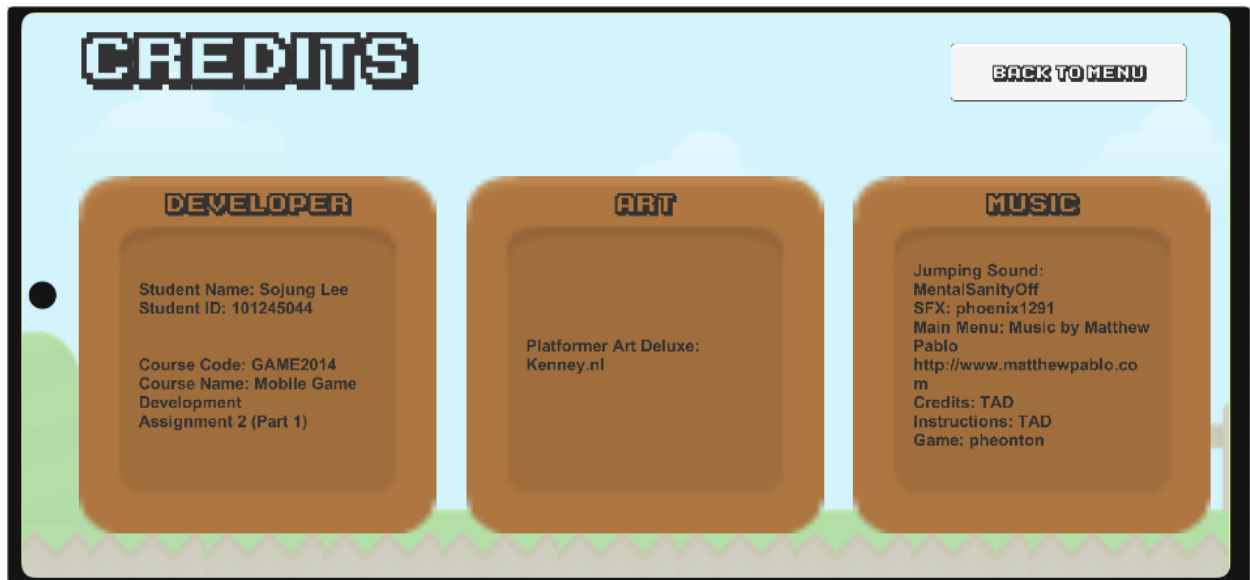 CREDITS
BACK TO MENU
DEVELOPER
Student Name: Sojung Lee
Student ID: 101245044
Course Code: GAME2014
Course Name: Mobile Game
Development
Assignment 2 (Part 1)
ART
Platformer Art Deluxe:
Kenney.nl
MUSIC
Jumping Sound:
MentalSanityOff
SFX: phoenix1291
Main Menu: Music by Matthew
Pablo
http://www.matthewpablo.co
m
Credits: TAD
Instructions: TAD
Game: pheonton